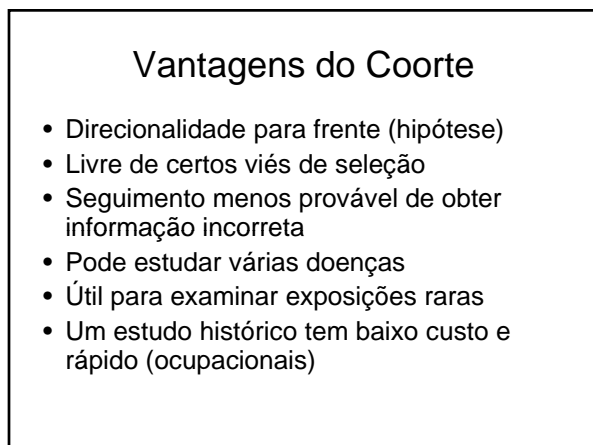 Vantagens do Coorte
• Direcionalidade para frente (hipótese)
• Livre de certos viés de seleção
• Seguimento menos provável de obter
informação incorreta
• Pode estudar várias doenças
• Útil para examinar exposições raras
• Um estudo histórico tem baixo custo e
rápido (ocupacionais)